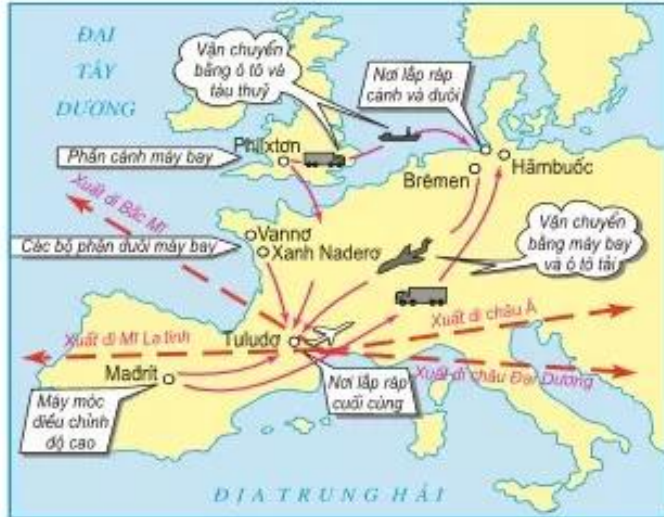 ĐẠI
TÂY
DƯƠNG
Vận chuyển
bằng ô tô và
tàu thuỷ
Nơi lắp ráp
cánh và đuôi
Phần cánh máy bay
Philxtơn
Hămbuốc
Brêmen
Xuất đi Bắc Mĩ
Các bộ phận đuôi máy bay
Vannơ
Xanh Naderơ
Vận chuyển
bằng máy bay
và ô tô tải
Xuất đi Mĩ La tinh
Tuludơ
Xuất đi châu Á
Xuất đi châu Đại Dương
Mađrít
Máy móc
điều chỉnh
độ cao
Nơi lắp ráp
cuối cùng
ĐỊA TRUNG HẢI